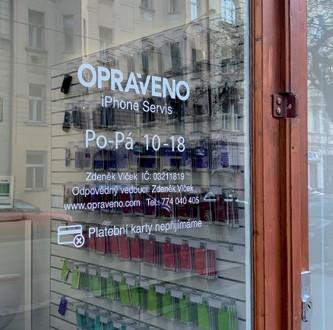 OPRAVENO
iPhone Servis
Po-Pá 10-18
Zdeněk Vlček IČ: 03211819
Odpovědný vedoucí: Zdeněk Vlček
www.opraveno.com Tel.: 774 040 405
Platební karty nepřijímáme